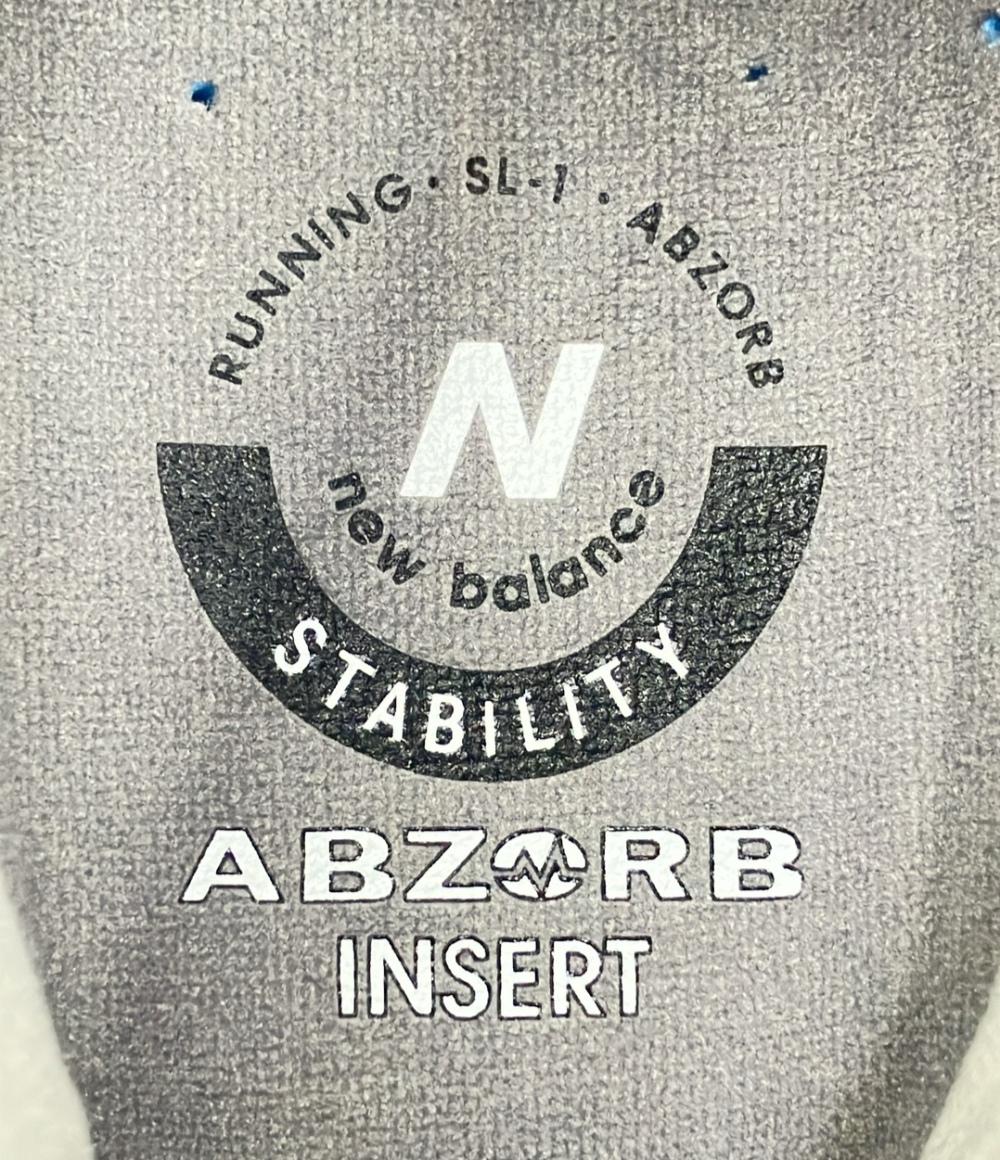 RUNNING · SL-1 · ABZORB
N
new balance
STABILITY
ABZORB
INSERT